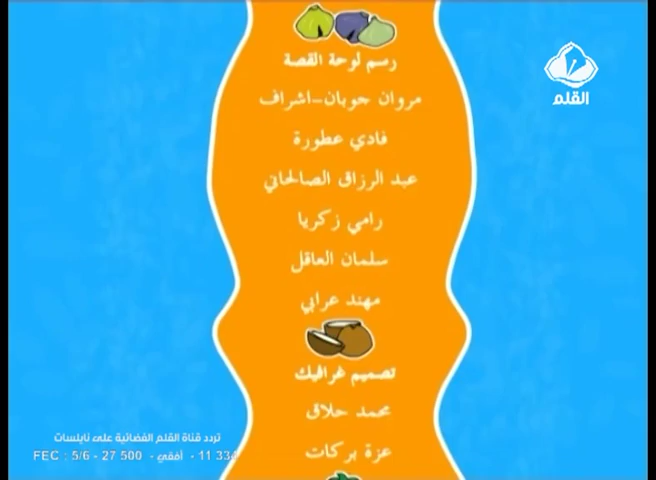 رسم لوحة القصة
مروان حوبان-اشراف
فادي عطورة
عبد الرزاق الصالحاني
رامي زكريا
سلمان العاقل
مهند عرابي
تصميم غرافيك
محمد حلاق
عزة بركات
القلم
تردد قناة القلم الفضائية على نايلسات
11 334 - أفقي - 27 500 - FEC : 5/6